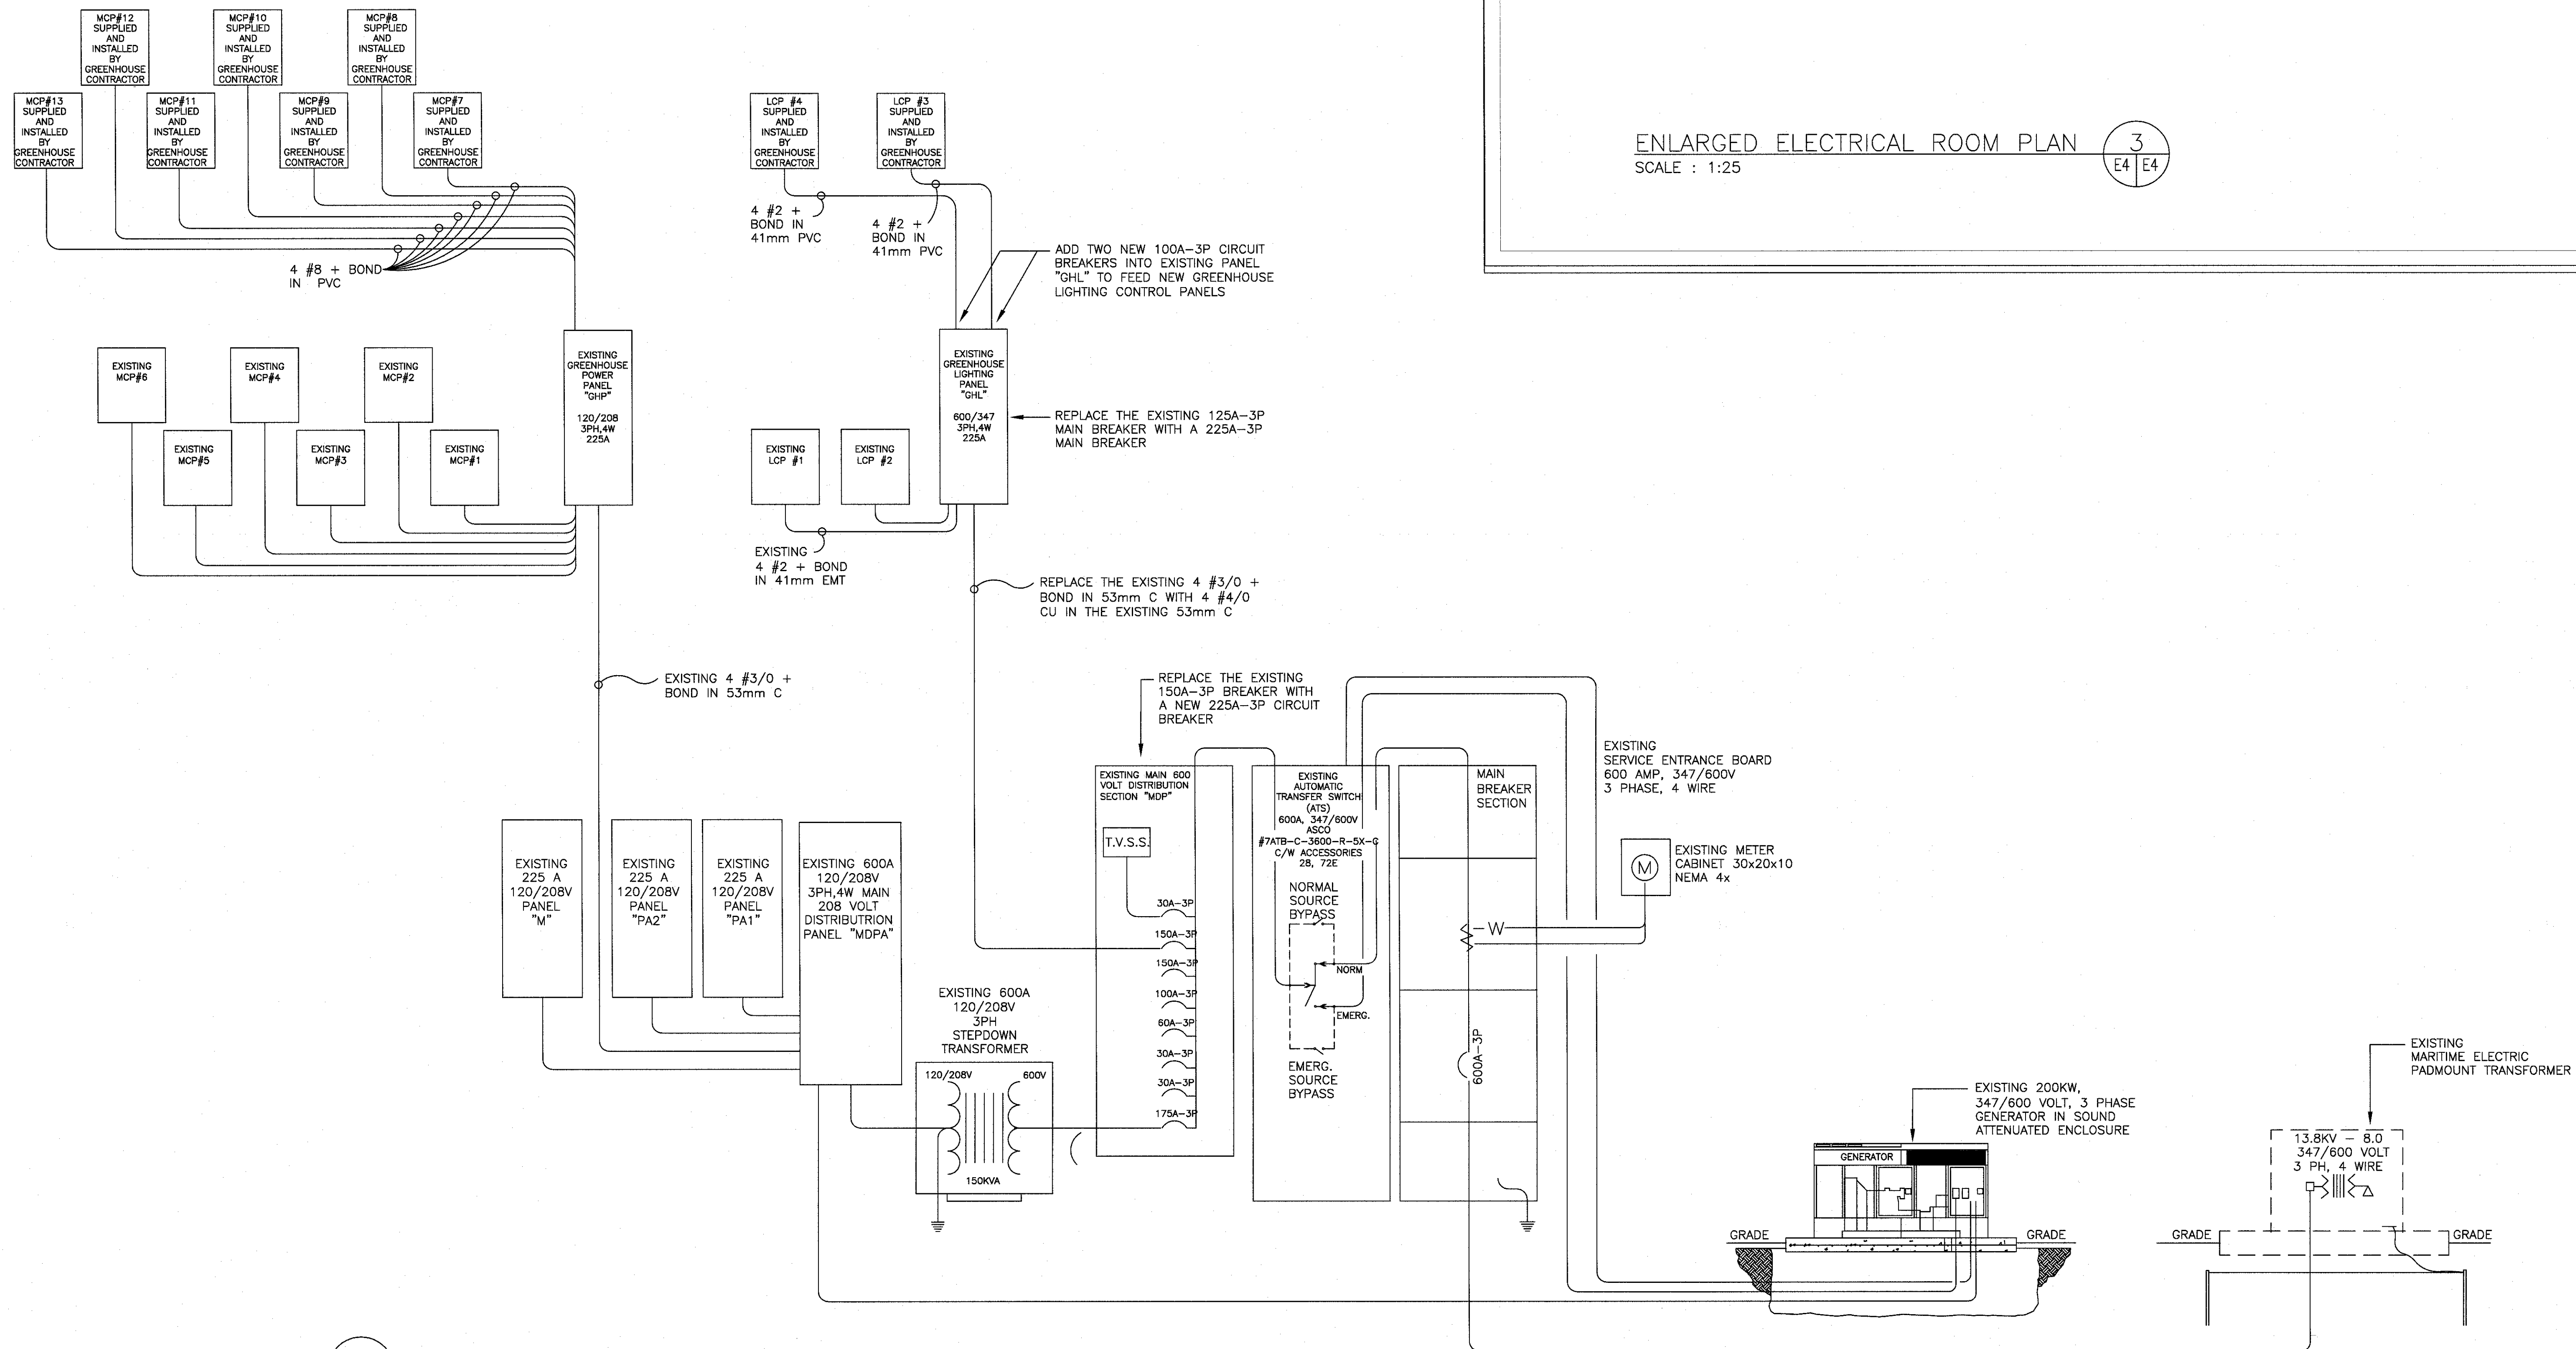 MCP#12
SUPPLIED
AND
INSTALLED
BY
GREENHOUSE
CONTRACTOR
MCP#10
SUPPLIED
AND
INSTALLED
BY
GREENHOUSE
CONTRACTOR
MCP#8
SUPPLIED
AND
INSTALLED
BY
GREENHOUSE
CONTRACTOR
MCP#13
SUPPLIED
AND
INSTALLED
BY
GREENHOUSE
CONTRACTOR
MCP#11
SUPPLIED
AND
INSTALLED
BY
GREENHOUSE
CONTRACTOR
MCP#9
SUPPLIED
AND
INSTALLED
BY
GREENHOUSE
CONTRACTOR
MCP#7
SUPPLIED
AND
INSTALLED
BY
GREENHOUSE
CONTRACTOR
LCP #4
SUPPLIED
AND
INSTALLED
BY
GREENHOUSE
CONTRACTOR
LCP #3
SUPPLIED
AND
INSTALLED
BY
GREENHOUSE
CONTRACTOR
ENLARGED ELECTRICAL ROOM PLAN
SCALE : 1:25
3
E4 E4
4 #8 + BOND
IN PVC
4 #2 +
BOND IN
41mm PVC
4 #2 +
BOND IN
41mm PVC
ADD TWO NEW 100A-3P CIRCUIT
BREAKERS INTO EXISTING PANEL
"GHL" TO FEED NEW GREENHOUSE
LIGHTING CONTROL PANELS
EXISTING
MCP#6
EXISTING
MCP#4
EXISTING
MCP#2
EXISTING
MCP#5
EXISTING
MCP#3
EXISTING
MCP#1
EXISTING
GREENHOUSE
POWER
PANEL
"GHP"
120/208
3PH,4W
225A
EXISTING
LCP #1
EXISTING
LCP #2
EXISTING
GREENHOUSE
LIGHTING
PANEL
"GHL"
600/347
3PH,4W
225A
REPLACE THE EXISTING 125A-3P
MAIN BREAKER WITH A 225A-3P
MAIN BREAKER
EXISTING
4 #2 + BOND
IN 41mm EMT
REPLACE THE EXISTING 4 #3/0 +
BOND IN 53mm C WITH 4 #4/0
CU IN THE EXISTING 53mm C
EXISTING 4 #3/0 +
BOND IN 53mm C
REPLACE THE EXISTING
150A-3P BREAKER WITH
A NEW 225A-3P CIRCUIT
BREAKER
EXISTING
225 A
120/208V
PANEL
"M"
EXISTING
225 A
120/208V
PANEL
"PA2"
EXISTING
225 A
120/208V
PANEL
"PA1"
EXISTING 600A
120/208V
3PH,4W MAIN
208 VOLT
DISTRIBUTRION
PANEL "MDPA"
EXISTING 600A
120/208V
3PH
STEPDOWN
TRANSFORMER
120/208V
600V
150KVA
EXISTING MAIN 600
VOLT DISTRIBUTION
SECTION "MDP"
T.V.S.S.
30A-3P
150A-3P
150A-3P
100A-3P
60A-3P
30A-3P
30A-3P
175A-3P
EXISTING
AUTOMATIC
TRANSFER SWITCH
(ATS)
600A, 347/600V
ASCO
#7ATB-C-3600-R-5X-C
C/W ACCESSORIES
28, 72E
NORMAL
SOURCE
BYPASS
NORM
EMERG.
EMERG.
SOURCE
BYPASS
MAIN
BREAKER
SECTION
W
600A-3P
EXISTING
SERVICE ENTRANCE BOARD
600 AMP, 347/600V
3 PHASE, 4 WIRE
M
EXISTING METER
CABINET 30x20x10
NEMA 4x
EXISTING 200KW,
347/600 VOLT, 3 PHASE
GENERATOR IN SOUND
ATTENUATED ENCLOSURE
GENERATOR
GRADE
GRADE
EXISTING
MARITIME ELECTRIC
PADMOUNT TRANSFORMER
13.8KV - 8.0
347/600 VOLT
3 PH, 4 WIRE
GRADE
GRADE